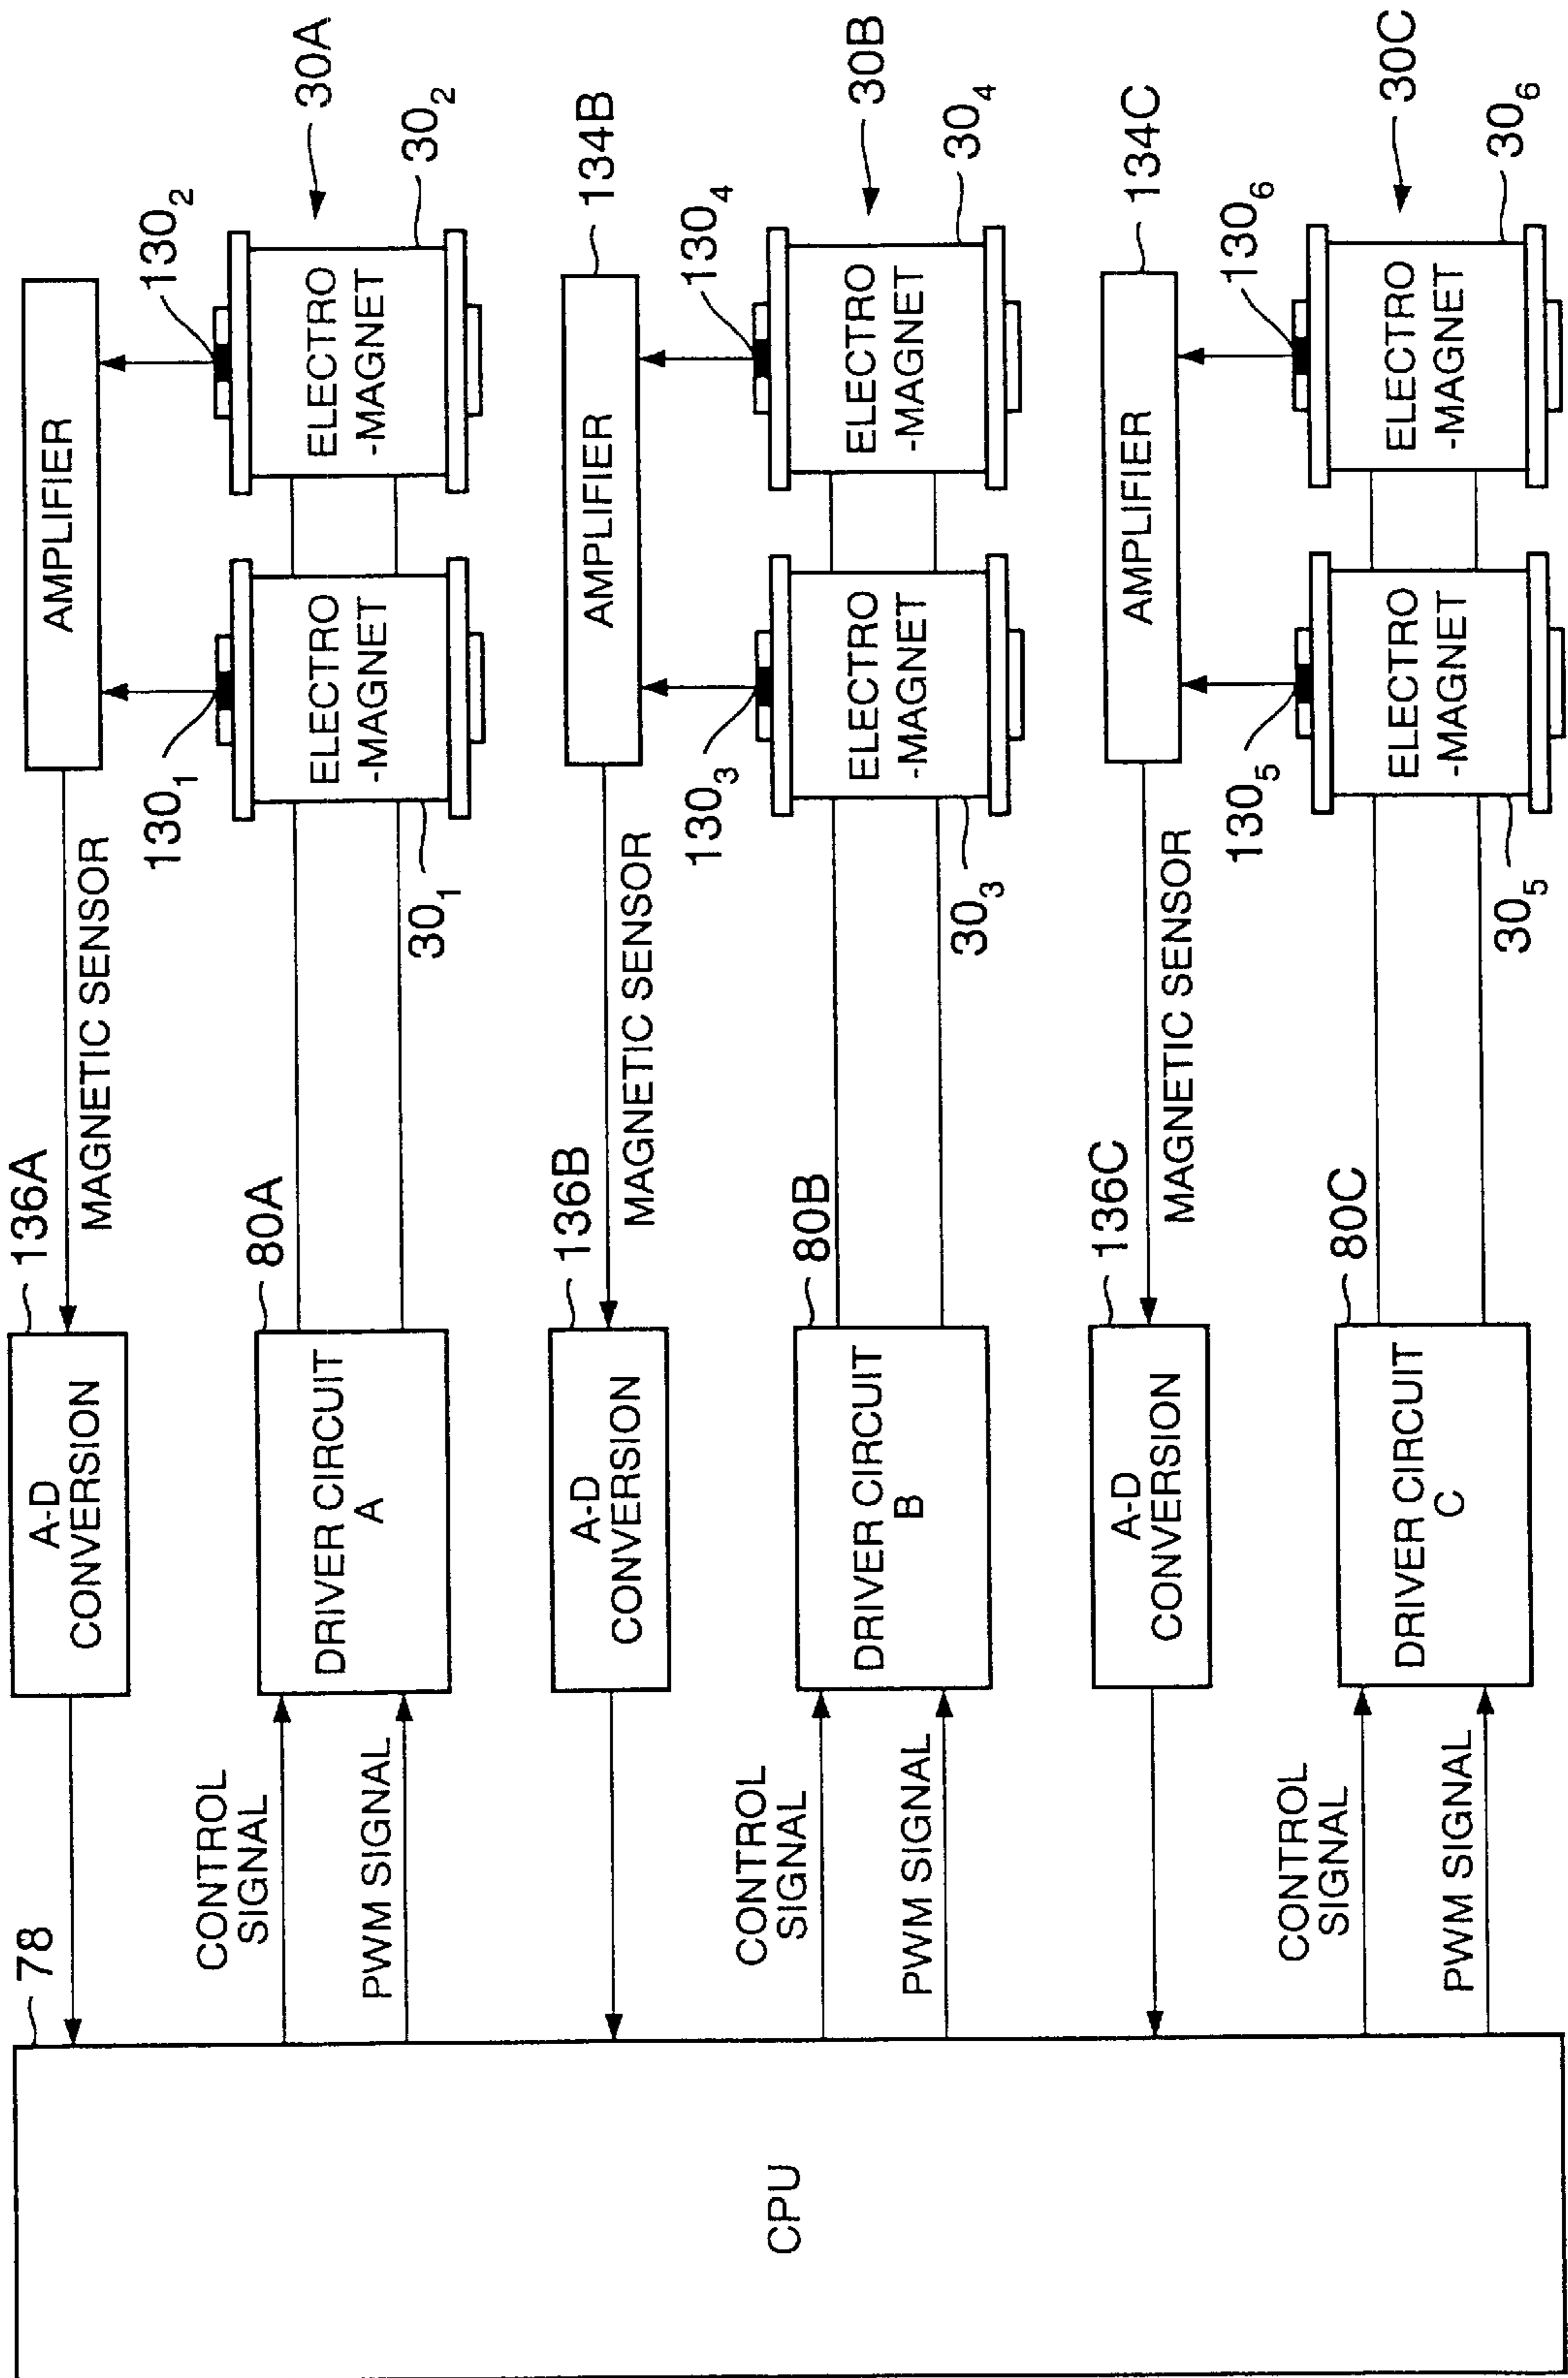 78
136A
A-D
CONVERSION
MAGNETIC SENSOR
AMPLIFIER
130₁
130₂
CONTROL
SIGNAL
PWM SIGNAL
80A
DRIVER CIRCUIT
A
30₁
ELECTRO
-MAGNET
ELECTRO
-MAGNET
30A
30₂
136B
A-D
CONVERSION
MAGNETIC SENSOR
AMPLIFIER
134B
130₃
130₄
CPU
CONTROL
SIGNAL
PWM SIGNAL
80B
DRIVER CIRCUIT
B
30₃
ELECTRO
-MAGNET
ELECTRO
-MAGNET
30B
30₄
136C
A-D
CONVERSION
MAGNETIC SENSOR
AMPLIFIER
134C
130₅
130₆
CONTROL
SIGNAL
PWM SIGNAL
80C
DRIVER CIRCUIT
C
30₅
ELECTRO
-MAGNET
ELECTRO
-MAGNET
30C
30₆